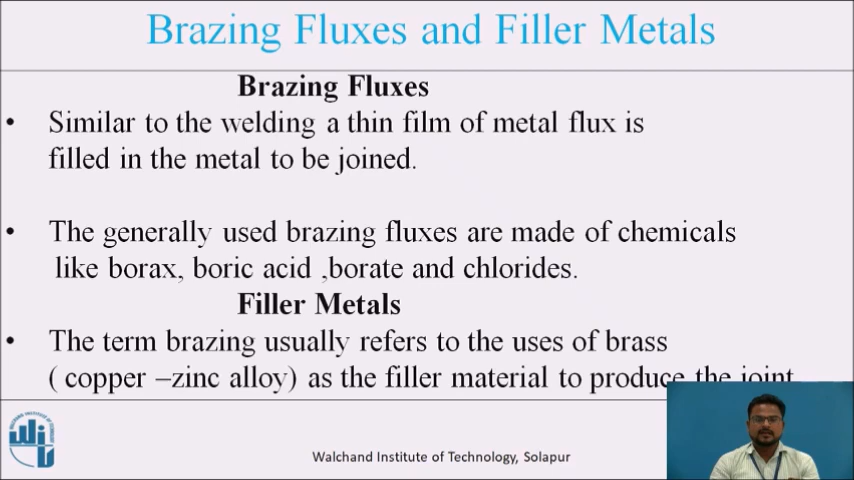 Brazing Fluxes and Filler Metals
Brazing Fluxes
• Similar to the welding a thin film of metal flux is
filled in the metal to be joined.
• The generally used brazing fluxes are made of chemicals
like borax, boric acid ,borate and chlorides.
Filler Metals
• The term brazing usually refers to the uses of brass
( copper –zinc alloy) as the filler material to produce the joint
Walchand Institute of Technology, Solapur